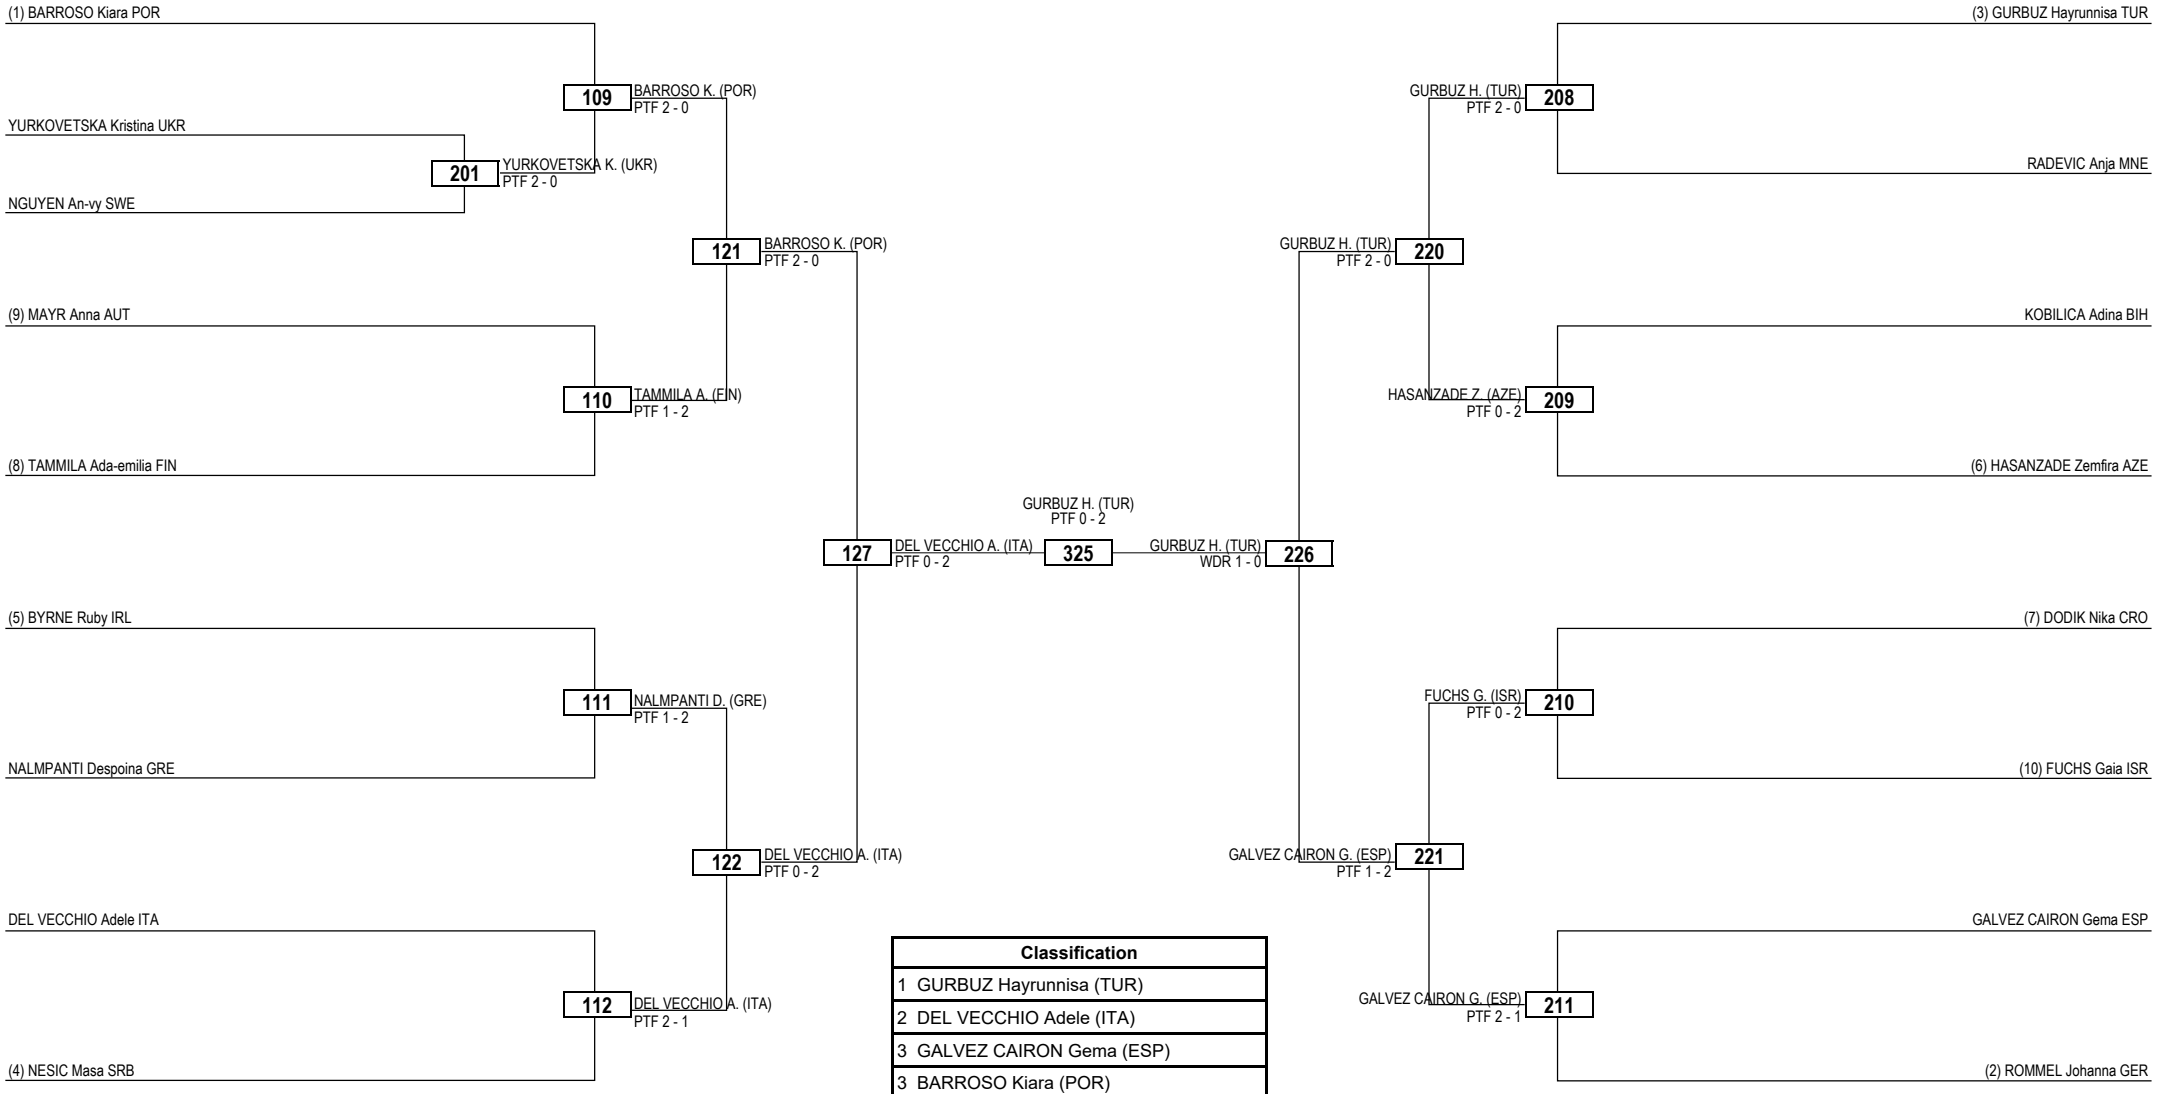 (1) BARROSO Kiara POR
(3) GURBUZ Hayrunnisa TUR
109
BARROSO K. (POR)
PTF 2 - 0
GURBUZ H. (TUR)
PTF 2 - 0
208
YURKOVETSKA Kristina UKR
201
YURKOVETSKA K. (UKR)
PTF 2 - 0
RADEVIC Anja MNE
NGUYEN An-vy SWE
121
BARROSO K. (POR)
PTF 2 - 0
GURBUZ H. (TUR)
PTF 2 - 0
220
(9) MAYR Anna AUT
KOBILICA Adina BIH
110
TAMMILA A. (FIN)
PTF 1 - 2
HASANZADE Z. (AZE)
PTF 0 - 2
209
(8) TAMMILA Ada-emilia FIN
(6) HASANZADE Zemfira AZE
GURBUZ H. (TUR)
PTF 0 - 2
127
DEL VECCHIO A. (ITA)
PTF 0 - 2
325
GURBUZ H. (TUR)
WDR 1 - 0
226
(5) BYRNE Ruby IRL
(7) DODIK Nika CRO
111
NALMPANTI D. (GRE)
PTF 1 - 2
FUCHS G. (ISR)
PTF 0 - 2
210
NALMPANTI Despoina GRE
(10) FUCHS Gaia ISR
122
DEL VECCHIO A. (ITA)
PTF 0 - 2
GALVEZ CAIRON G. (ESP)
PTF 1 - 2
221
DEL VECCHIO Adele ITA
GALVEZ CAIRON Gema ESP
112
DEL VECCHIO A. (ITA)
PTF 2 - 1
GALVEZ CAIRON G. (ESP)
PTF 2 - 1
211
(4) NESIC Masa SRB
(2) ROMMEL Johanna GER
Classification
1 GURBUZ Hayrunnisa (TUR)
2 DEL VECCHIO Adele (ITA)
3 GALVEZ CAIRON Gema (ESP)
3 BARROSO Kiara (POR)